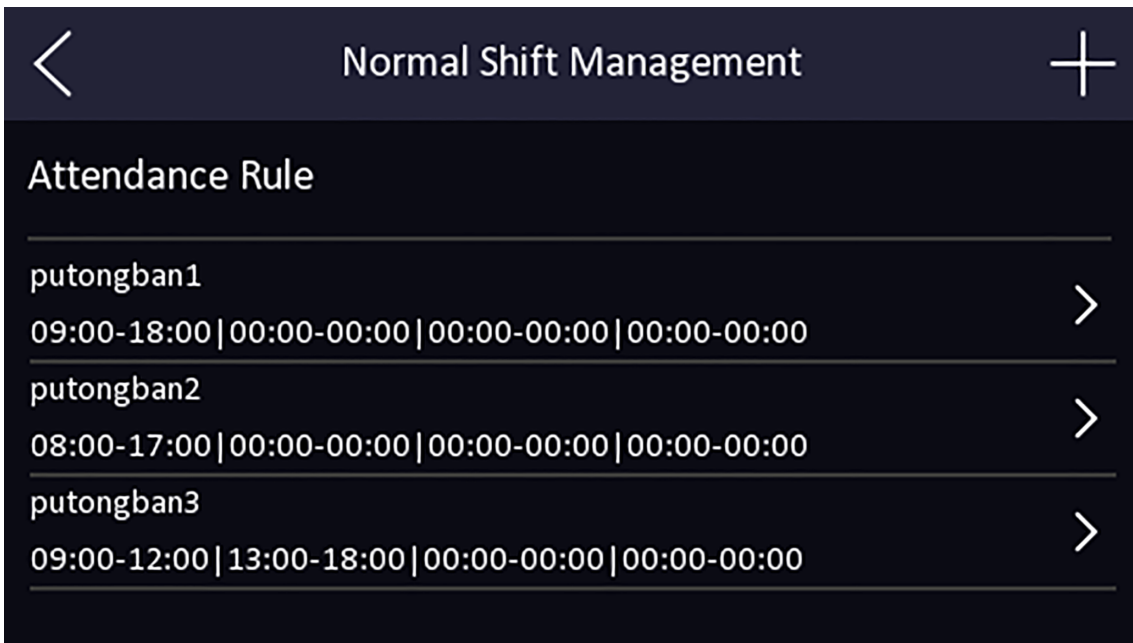 Normal Shift Management
Attendance Rule
putongban1
09:00-18:00|00:00-00:00|00:00-00:00|00:00-00:00
putongban2
08:00-17:00|00:00-00:00|00:00-00:00|00:00-00:00
putongban3
09:00-12:00|13:00-18:00|00:00-00:00|00:00-00:00